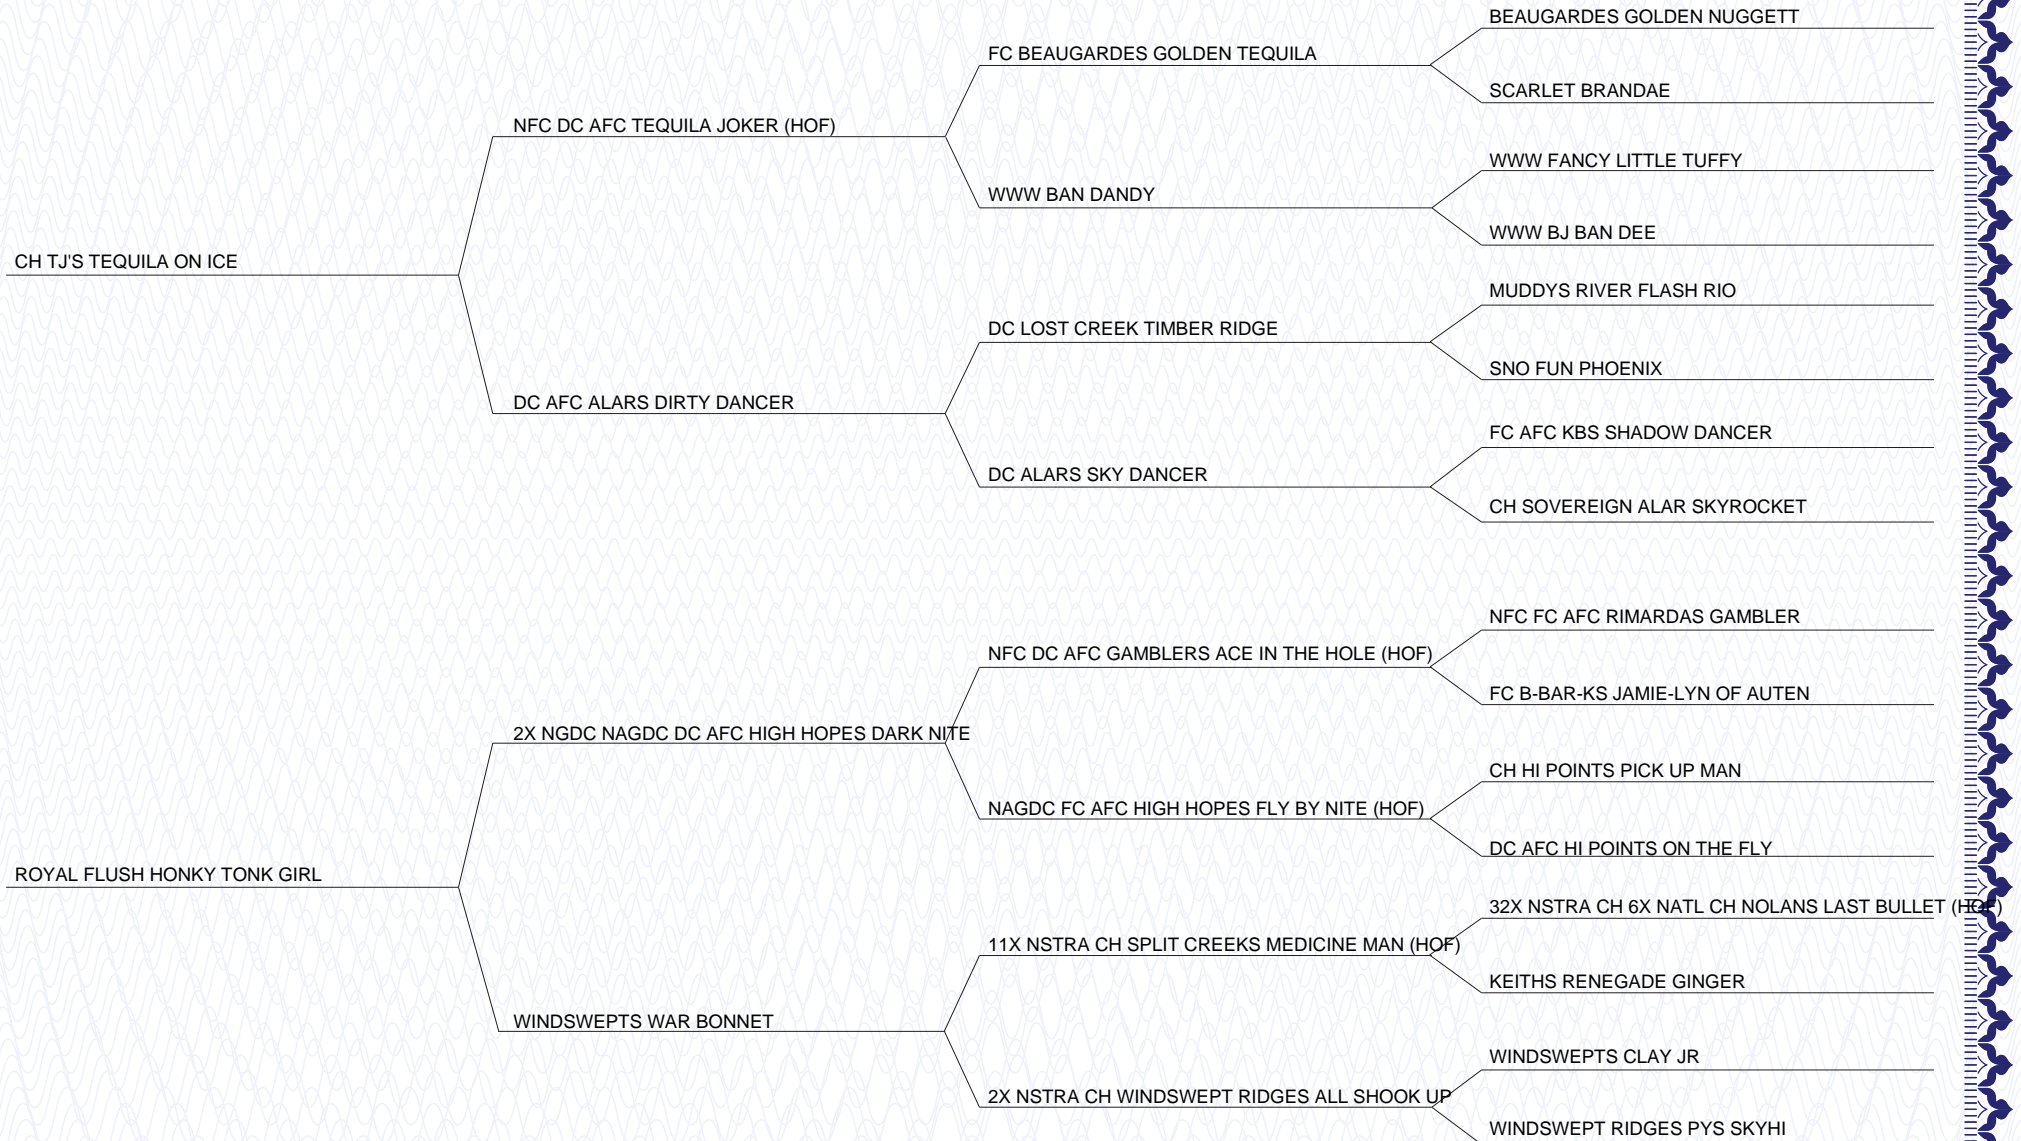 BEAUGARDES GOLDEN NUGGETT
FC BEAUGARDES GOLDEN TEQUILA
SCARLET BRANDAE
NFC DC AFC TEQUILA JOKER (HOF)
WWW FANCY LITTLE TUFFY
WWW BAN DANDY
WWW BJ BAN DEE
CH TJ'S TEQUILA ON ICE
MUDDYS RIVER FLASH RIO
DC LOST CREEK TIMBER RIDGE
SNO FUN PHOENIX
DC AFC ALARS DIRTY DANCER
FC AFC KBS SHADOW DANCER
DC ALARS SKY DANCER
CH SOVEREIGN ALAR SKYROCKET
NFC FC AFC RIMARDAS GAMBLER
NFC DC AFC GAMBLERS ACE IN THE HOLE (HOF)
FC B-BAR-KS JAMIE-LYN OF AUTEN
2X NGDC NAGDC DC AFC HIGH HOPES DARK NITE
CH HI POINTS PICK UP MAN
NAGDC FC AFC HIGH HOPES FLY BY NITE (HOF)
DC AFC HI POINTS ON THE FLY
ROYAL FLUSH HONKY TONK GIRL
32X NSTRA CH 6X NATL CH NOLANS LAST BULLET (HOF)
11X NSTRA CH SPLIT CREEKS MEDICINE MAN (HOF)
KEITHS RENEGADE GINGER
WINDSWEPTS WAR BONNET
WINDSWEPTS CLAY JR
2X NSTRA CH WINDSWEPT RIDGES ALL SHOOK UP
WINDSWEPT RIDGES PYS SKYHI